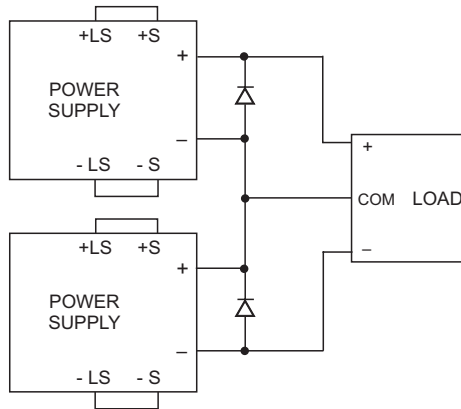 +LS +S
+
POWER
SUPPLY
–
- LS - S
+
COM LOAD
–
+LS +S
+
POWER
SUPPLY
–
- LS - S